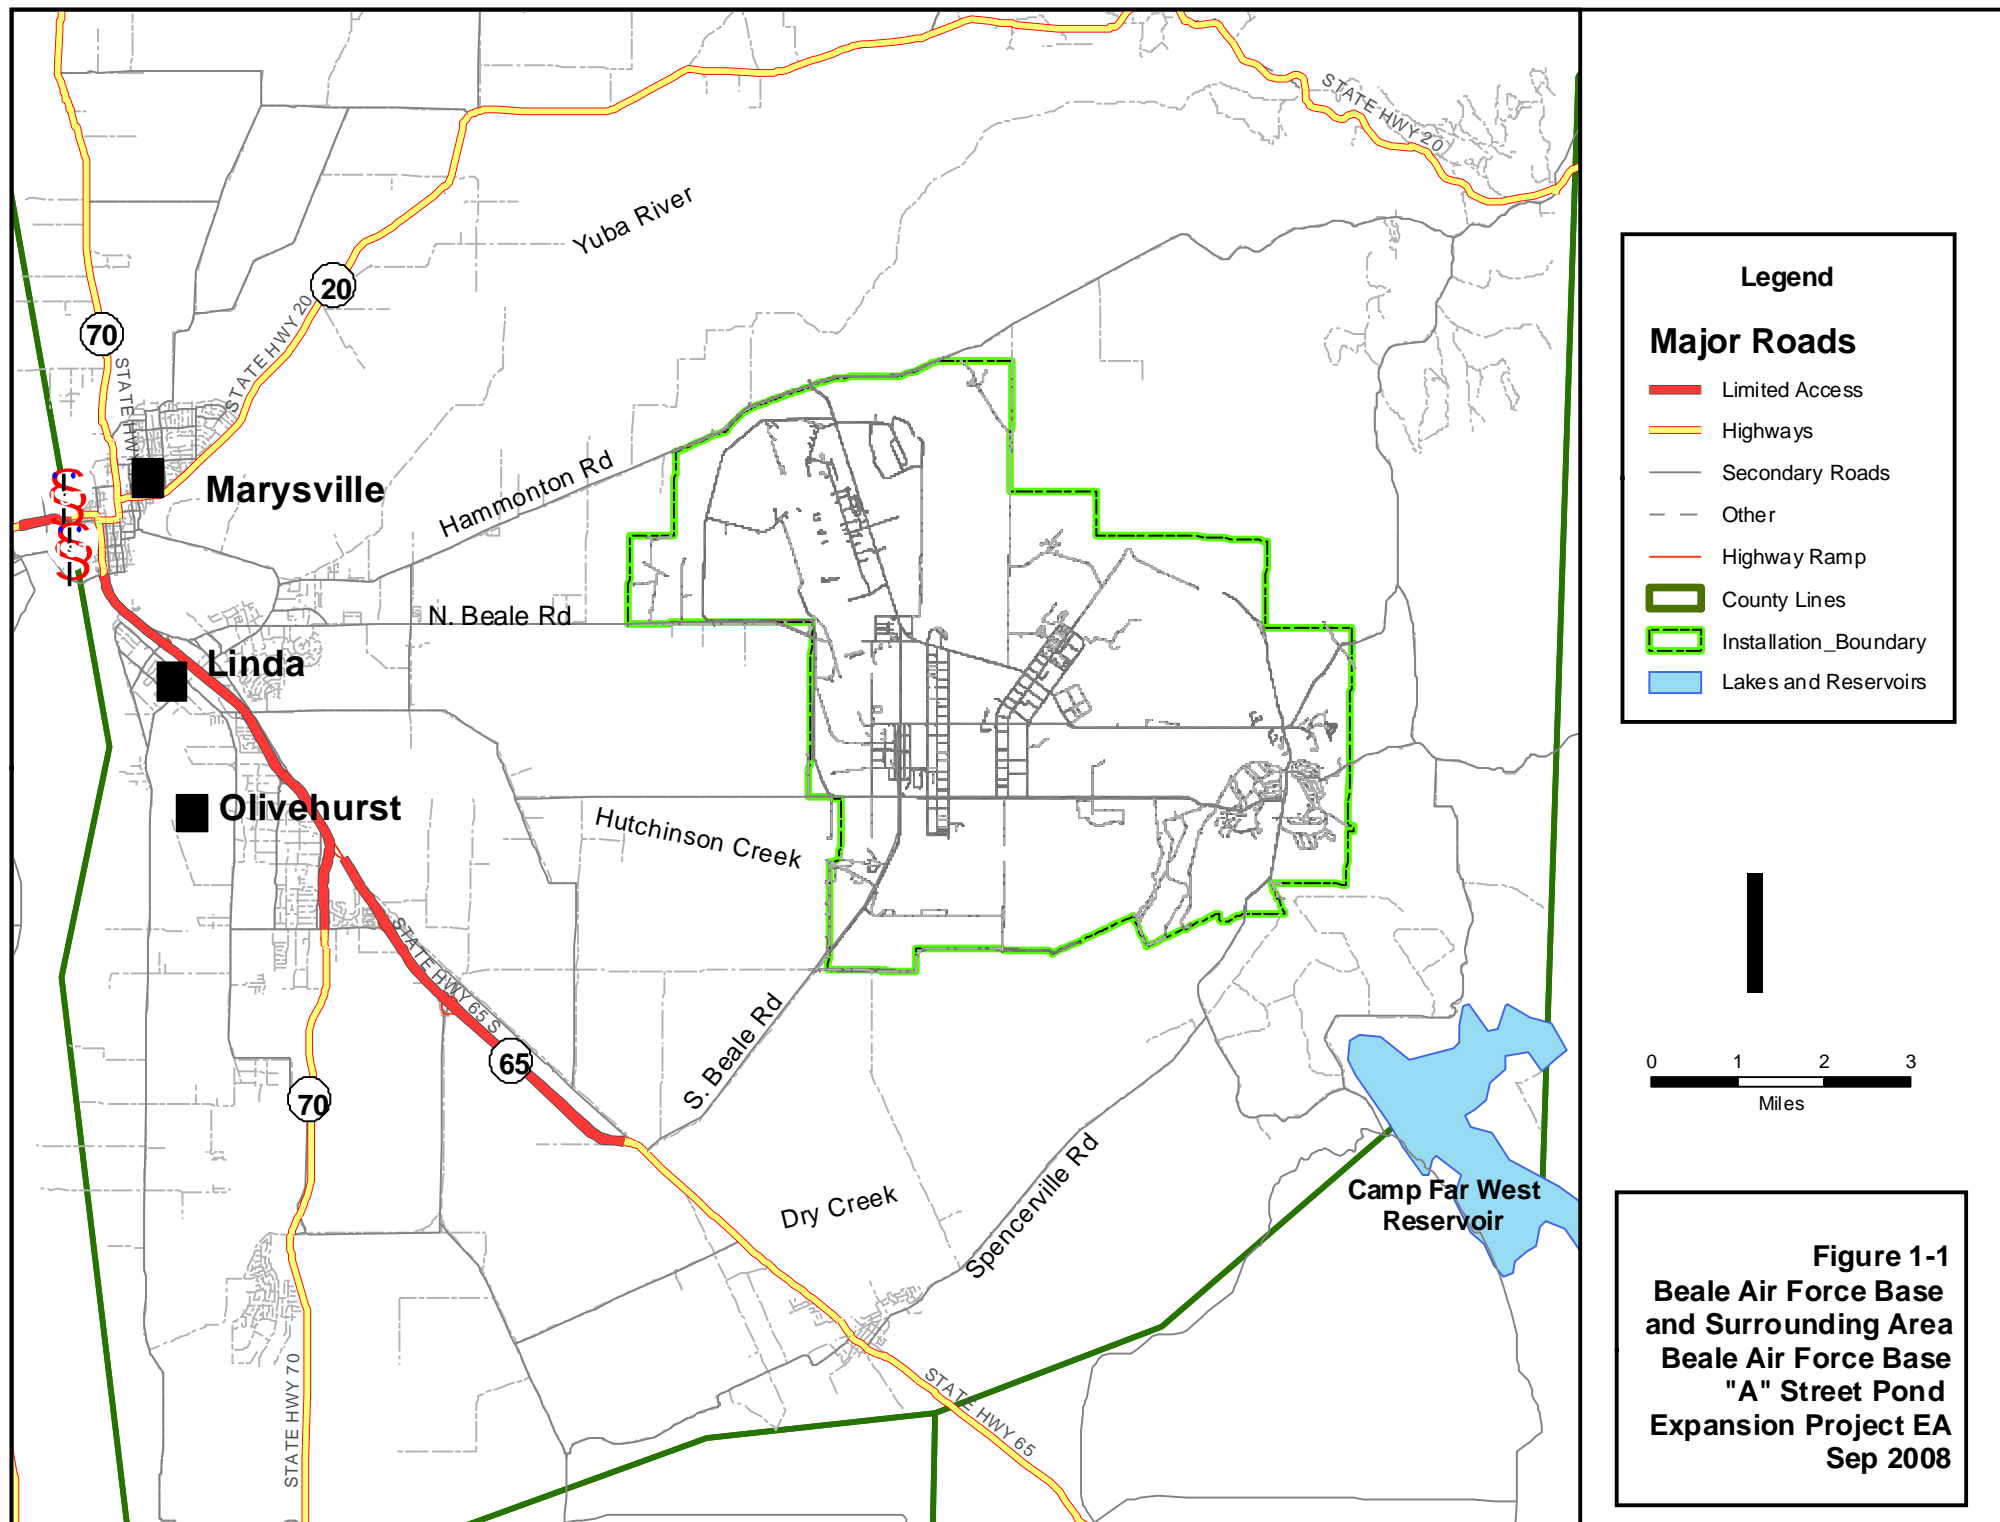 STATE HWY 20
Yuba River
20
70
STATE HWY 20
STATE HWY
Marysville
Hammonton Rd
N. Beale Rd
Linda
Olivehurst
Hutchinson Creek
STATE HWY 65 S
65
70
S. Beale Rd
Dry Creek
Spencerville Rd
Camp Far West
Reservoir
STATE HWY 70
STATE HWY 65
Legend
Major Roads
Limited Access
Highways
Secondary Roads
Other
Highway Ramp
County Lines
Installation_Boundary
Lakes and Reservoirs
0 1 2 3
Miles
Figure 1-1
Beale Air Force Base
and Surrounding Area
Beale Air Force Base
"A" Street Pond
Expansion Project EA
Sep 2008